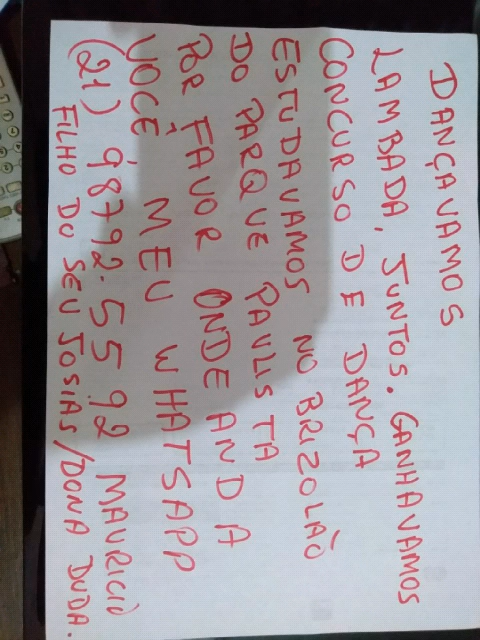 DANÇAVAMOS
LAMBADA, JUNTOS. GANHAVAMOS
CONCURSO DE DANÇA
ESTUDAVAMOS NO BRIZOLÃO
DO PARQUE PAULISTA
POR FAVOR ONDE ANDA
VOCÊ MEU WHATSAPP
(21) 98792.5592 MAURICIO
FILHO DO SEU JOSIAS/DONA DUDA.